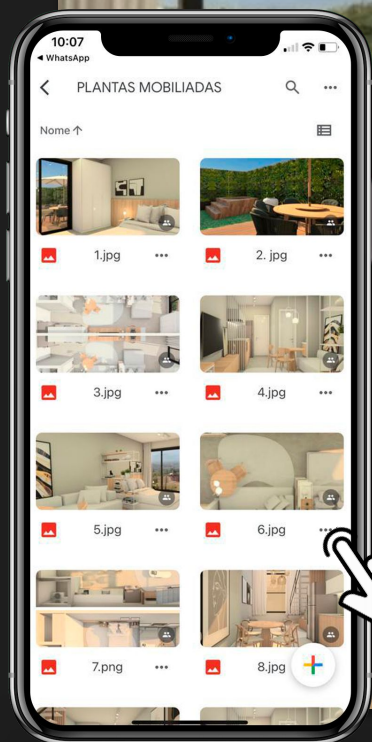 10:07
◀ WhatsApp
PLANTAS MOBILIADAS
Nome ↑
1.jpg
2. jpg
3.jpg
4.jpg
5.jpg
6.jpg
7.png
8.jpg